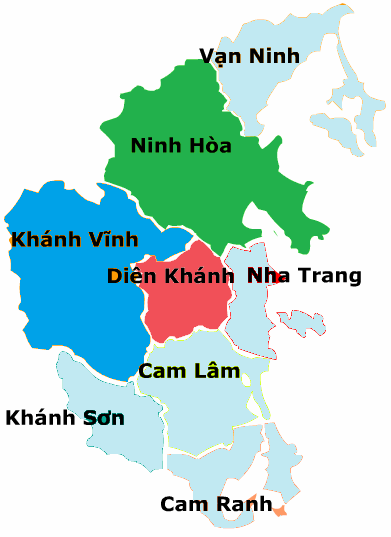 Vạn Ninh
Ninh Hòa
Khánh Vĩnh
Diên Khánh
Nha Trang
Cam Lâm
Khánh Sơn
Cam Ranh